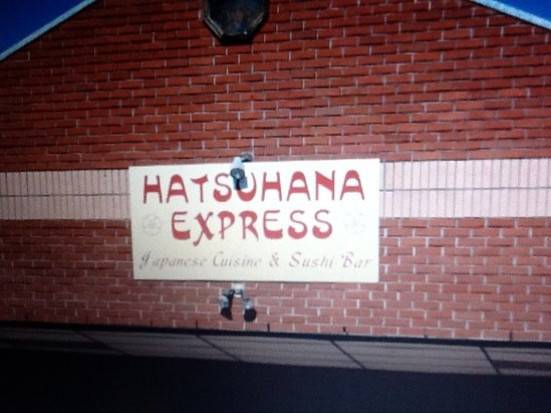 HATSUHANA
EXPRESS
Japanese Cuisine & Sushi Bar